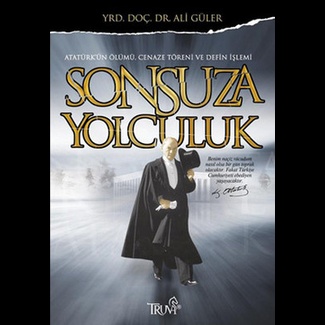 YRD. DOÇ. DR. ALİ GÜLER
ATATÜRK'ÜN ÖLÜMÜ, CENAZE TÖRENİ VE DEFİN İŞLEMİ
SONSUZA
YOLCULUK
Benim naçiz vücudum
nasıl olsa bir gün toprak
olacaktır. Fakat Türkiye
Cumhuriyeti ebediyen
yaşayacaktır.
K. Atatürk
TRUVA